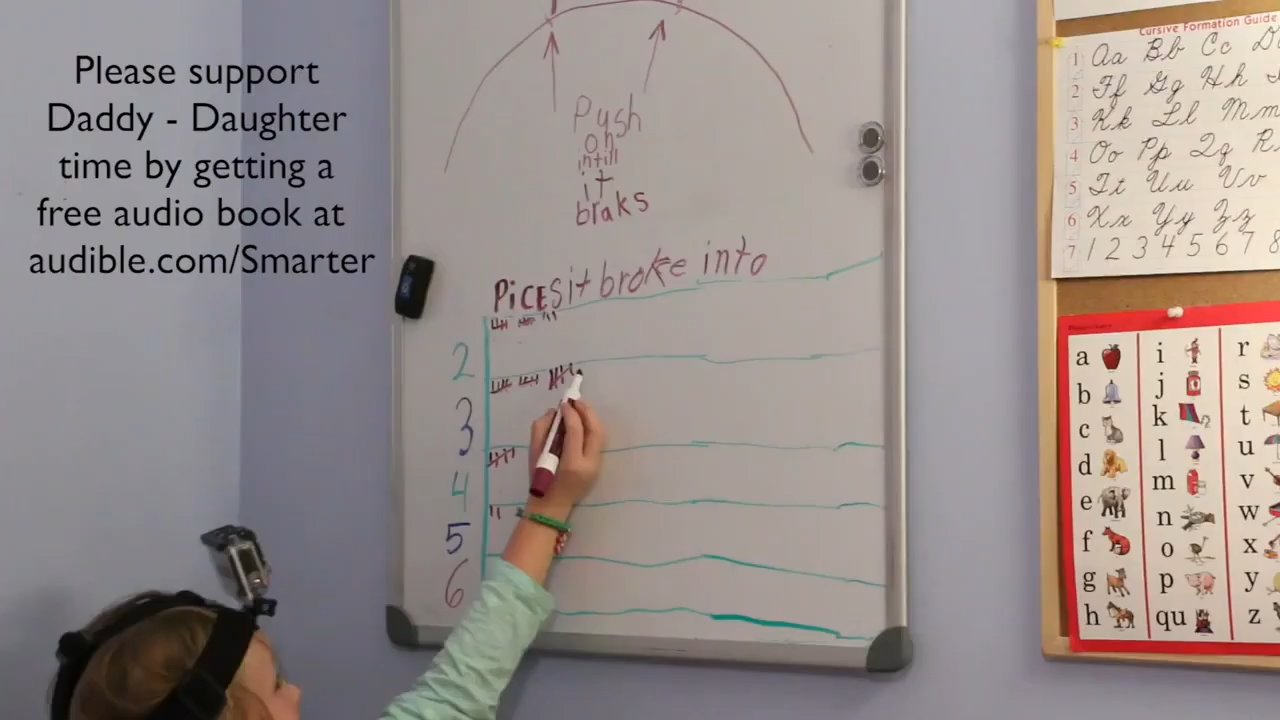 Please support
Daddy - Daughter
time by getting a
free audio book at
audible.com/Smarter
Push
on
intill
it
braks
PiCES it broke into
2
3
4
5
6
Cursive Formation Guide
1 Aa Bb Cc
2 Ff Gg Hh
3 Kk Ll Mm
4 Oo Pp Qq R
5 Tt Uu Vv
6 Xx Yy Zz
7 1 2 3 4 5 6 7 8
a i r
b j s
c k t
d l u
e m v
f n w
g o x
h p y
qu z